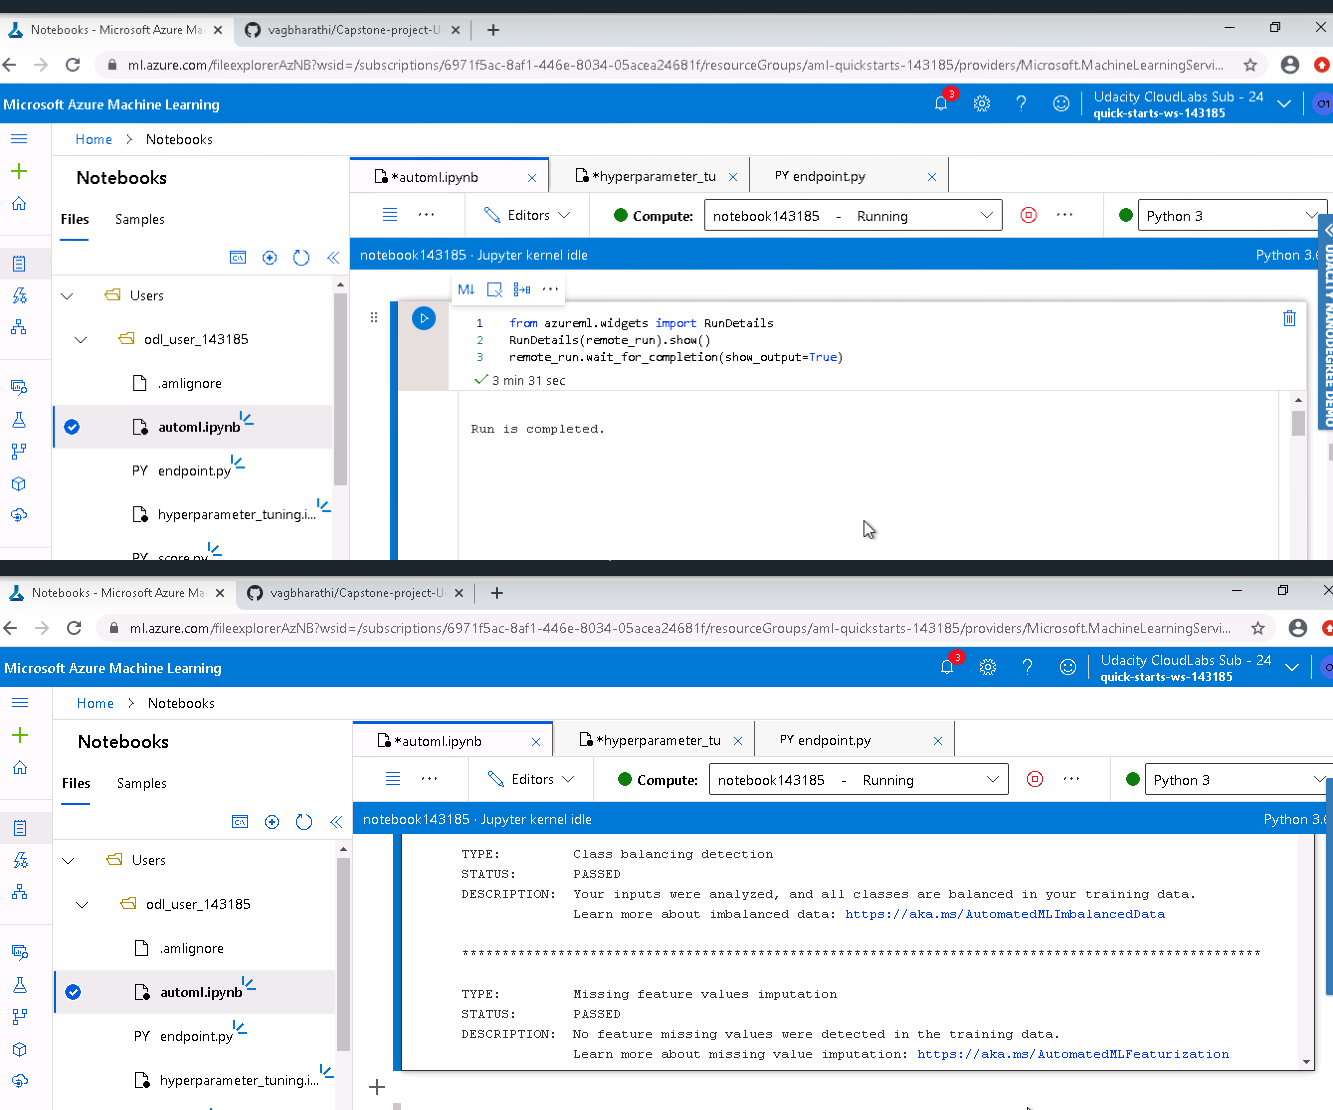 Notebooks - Microsoft Azure Ma
vagbharathi/Capstone-project-U
ml.azure.com/fileexplorerAzNB?wsid=/subscriptions/6971f5ac-8af1-446e-8034-05acea24681f/resourceGroups/aml-quickstarts-143185/providers/Microsoft.MachineLearningServi...
Microsoft Azure Machine Learning
3
Udacity CloudLabs Sub - 24
quick-starts-ws-143185
O1
Home > Notebooks
Notebooks
*automl.ipynb
*hyperparameter_tu
PY endpoint.py
Files
Samples
Editors
Compute:
notebook143185 - Running
Python 3
notebook143185 · Jupyter kernel idle
Python 3.6
UDACITY NANODEGREE DEMO
Users
odl_user_143185
.amlignore
automl.ipynb
PY endpoint.py
hyperparameter_tuning.i...
PY score.py
M↓
1 from azureml.widgets import RunDetails
2 RunDetails(remote_run).show()
3 remote_run.wait_for_completion(show_output=True)
3 min 31 sec
Run is completed.
Notebooks - Microsoft Azure Ma
vagbharathi/Capstone-project-U
ml.azure.com/fileexplorerAzNB?wsid=/subscriptions/6971f5ac-8af1-446e-8034-05acea24681f/resourceGroups/aml-quickstarts-143185/providers/Microsoft.MachineLearningServi...
Microsoft Azure Machine Learning
3
Udacity CloudLabs Sub - 24
quick-starts-ws-143185
Home > Notebooks
Notebooks
*automl.ipynb
*hyperparameter_tu
PY endpoint.py
Files
Samples
Editors
Compute:
notebook143185 - Running
Python 3
notebook143185 · Jupyter kernel idle
Python 3.6
Users
odl_user_143185
.amlignore
automl.ipynb
PY endpoint.py
hyperparameter_tuning.i...
TYPE: Class balancing detection
STATUS: PASSED
DESCRIPTION: Your inputs were analyzed, and all classes are balanced in your training data.
Learn more about imbalanced data: https://aka.ms/AutomatedMLImbalancedData
****************************************************************************************************
TYPE: Missing feature values imputation
STATUS: PASSED
DESCRIPTION: No feature missing values were detected in the training data.
Learn more about missing value imputation: https://aka.ms/AutomatedMLFeaturization